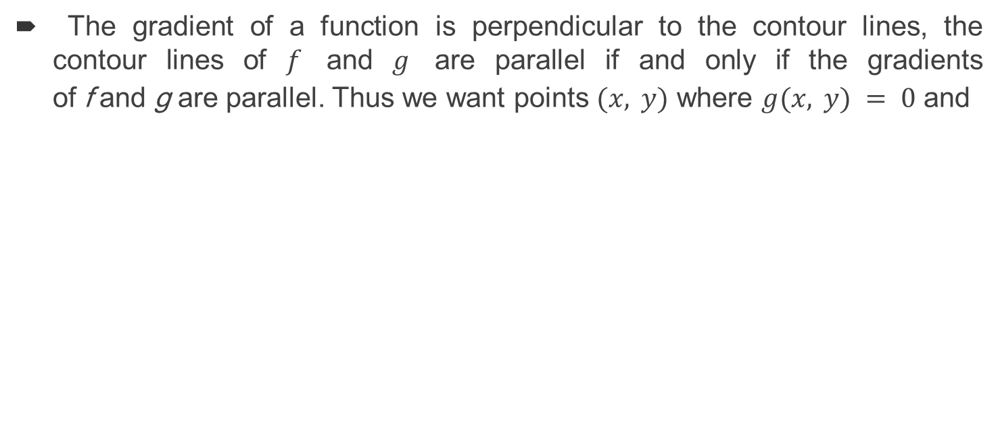 The gradient of a function is perpendicular to the contour lines, the
contour lines of f and g are parallel if and only if the gradients
of f and g are parallel. Thus we want points (x, y) where g(x, y) = 0 and